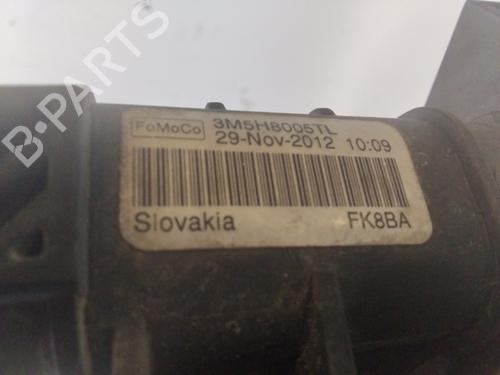 FoMoCo 3M5H8005TL
29-Nov-2012 10:09
Slovakia FK8BA
B-PARTS